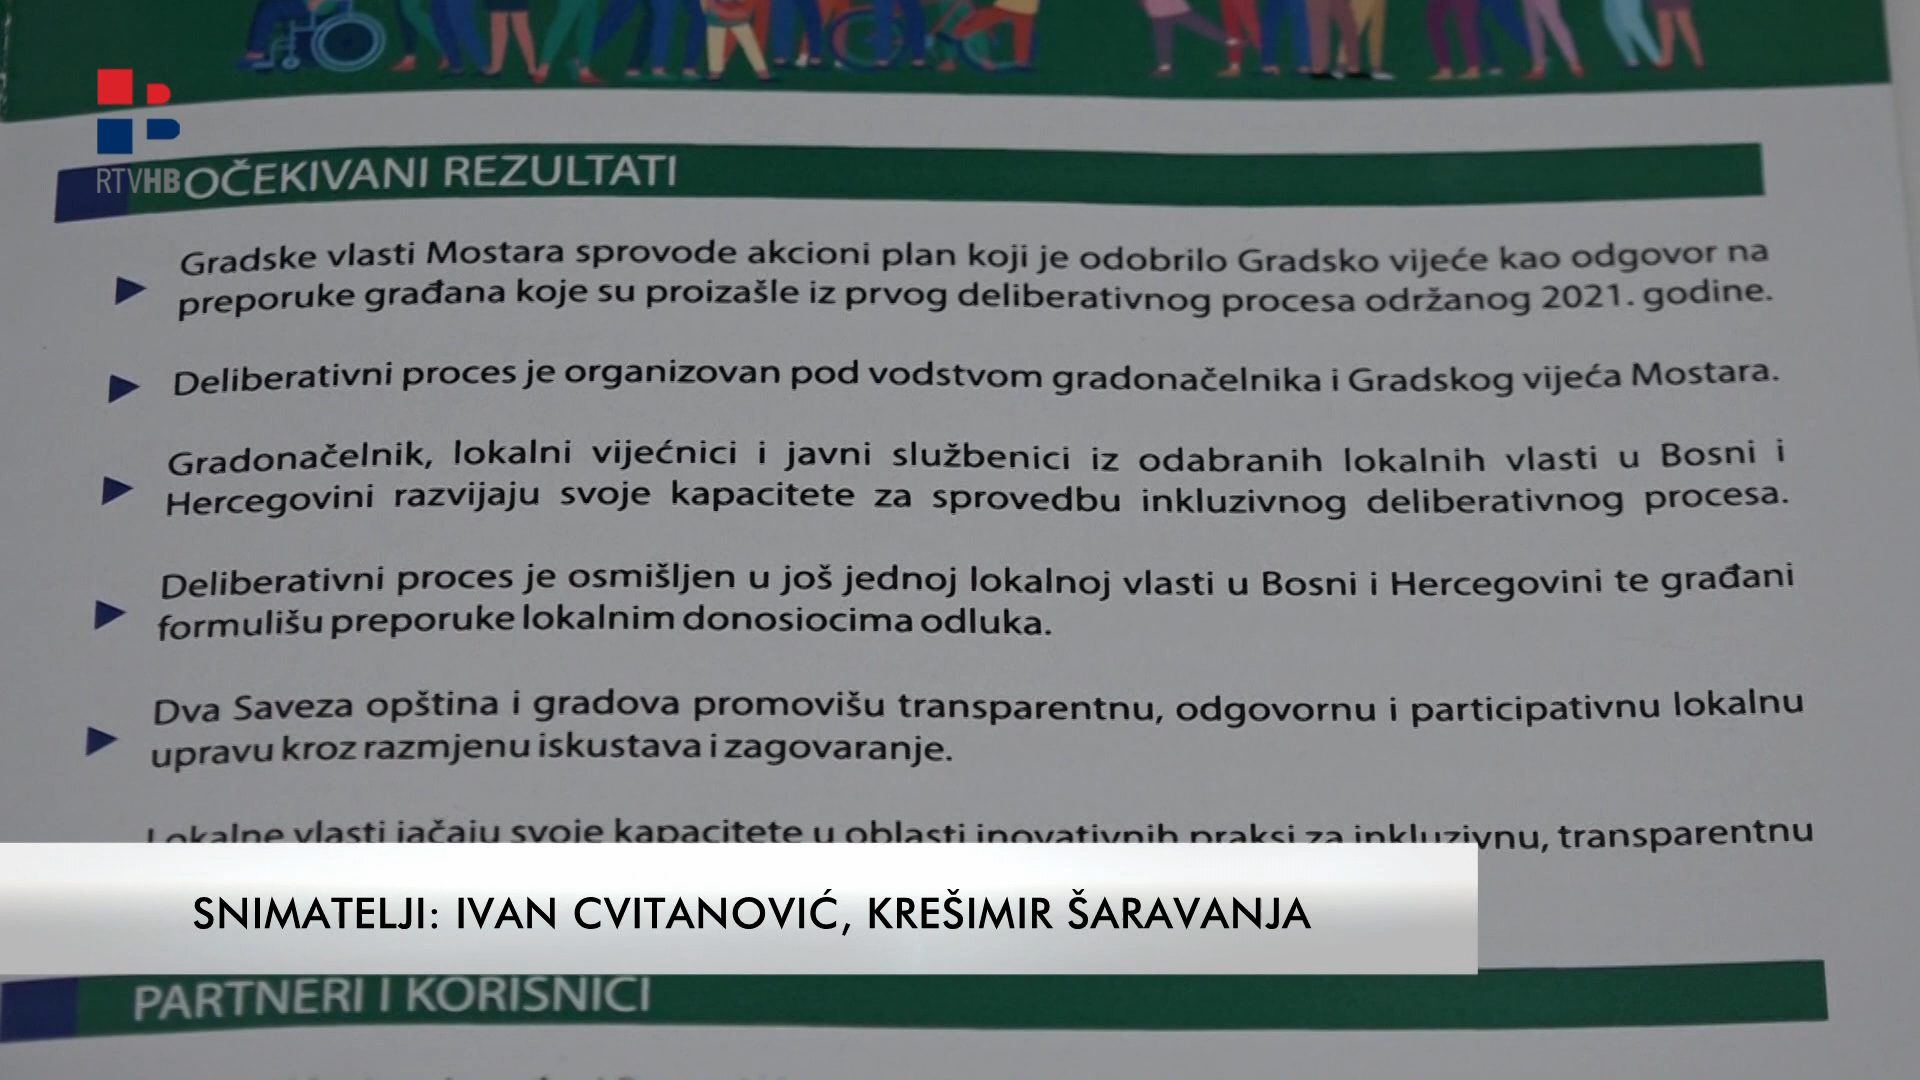 RTVHB
OČEKIVANI REZULTATI
Gradske vlasti Mostara sprovode akcioni plan koji je odobrilo Gradsko vijeće kao odgovor na
preporuke građana koje su proizašle iz prvog deliberativnog procesa održanog 2021. godine.
Deliberativni proces je organizovan pod vodstvom gradonačelnika i Gradskog vijeća Mostara.
Gradonačelnik, lokalni vijećnici i javni službenici iz odabranih lokalnih vlasti u Bosni i
Hercegovini razvijaju svoje kapacitete za sprovedbu inkluzivnog deliberativnog procesa.
Deliberativni proces je osmišljen u još jednoj lokalnoj vlasti u Bosni i Hercegovini te građani
formulišu preporuke lokalnim donosiocima odluka.
Dva Saveza opština i gradova promovišu transparentnu, odgovornu i participativnu lokalnu
upravu kroz razmjenu iskustava i zagovaranje.
Lokalne vlasti jačaju svoje kapacitete u oblasti inovativnih praksi za inkluzivnu, transparentnu
SNIMATELJI: IVAN CVITANOVIĆ, KREŠIMIR ŠARAVANJA
PARTNERI I KORISNICI